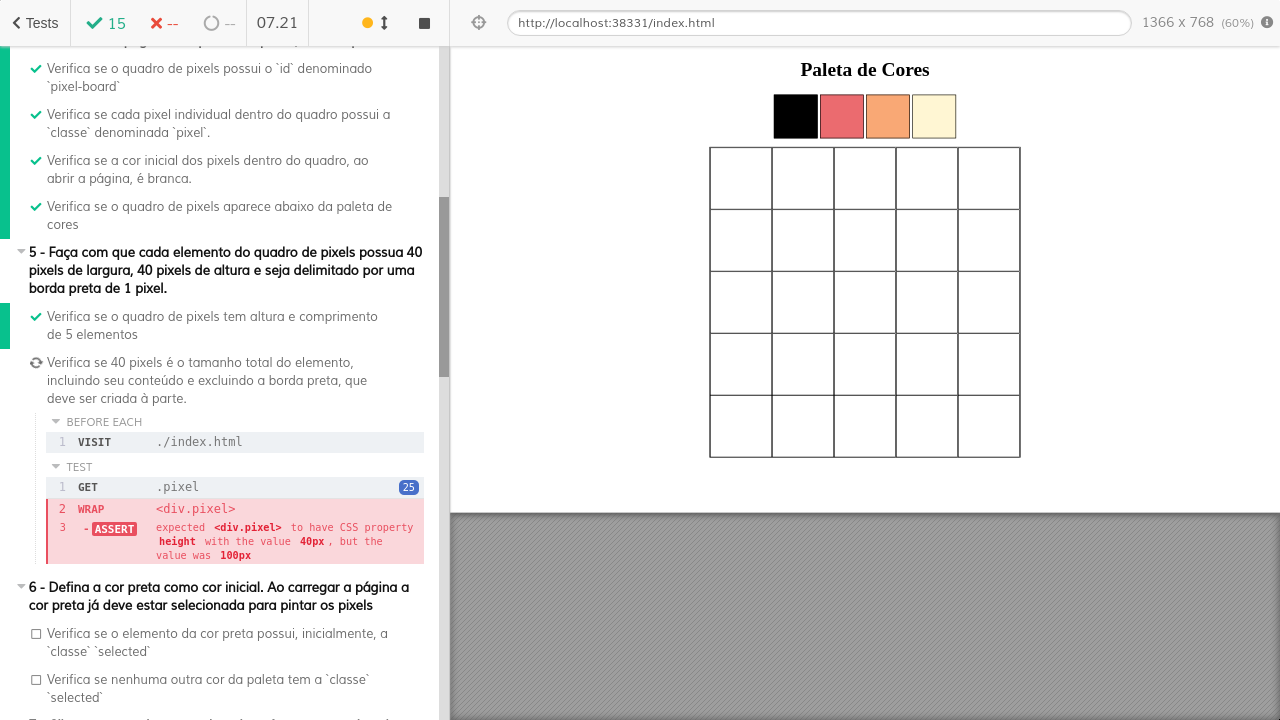 Tests
15
--
--
07.21
http://localhost:38331/index.html
1366 x 768 (60%)
Verifica se o quadro de pixels possui o `id` denominado
`pixel-board`
Verifica se cada pixel individual dentro do quadro possui a
`classe` denominada `pixel`.
Verifica se a cor inicial dos pixels dentro do quadro, ao
abrir a página, é branca.
Verifica se o quadro de pixels aparece abaixo da paleta de
cores
5 - Faça com que cada elemento do quadro de pixels possua 40
pixels de largura, 40 pixels de altura e seja delimitado por uma
borda preta de 1 pixel.
Verifica se o quadro de pixels tem altura e comprimento
de 5 elementos
Verifica se 40 pixels é o tamanho total do elemento,
incluindo seu conteúdo e excluindo a borda preta, que
deve ser criada à parte.
BEFORE EACH
1 VISIT ./index.html
TEST
1 GET .pixel 25
2 WRAP <div.pixel>
3 -ASSERT expected <div.pixel> to have CSS property
height with the value 40px, but the
value was 100px
6 - Defina a cor preta como cor inicial. Ao carregar a página a
cor preta já deve estar selecionada para pintar os pixels
Verifica se o elemento da cor preta possui, inicialmente, a
`classe` `selected`
Verifica se nenhuma outra cor da paleta tem a `classe`
`selected`
Paleta de Cores